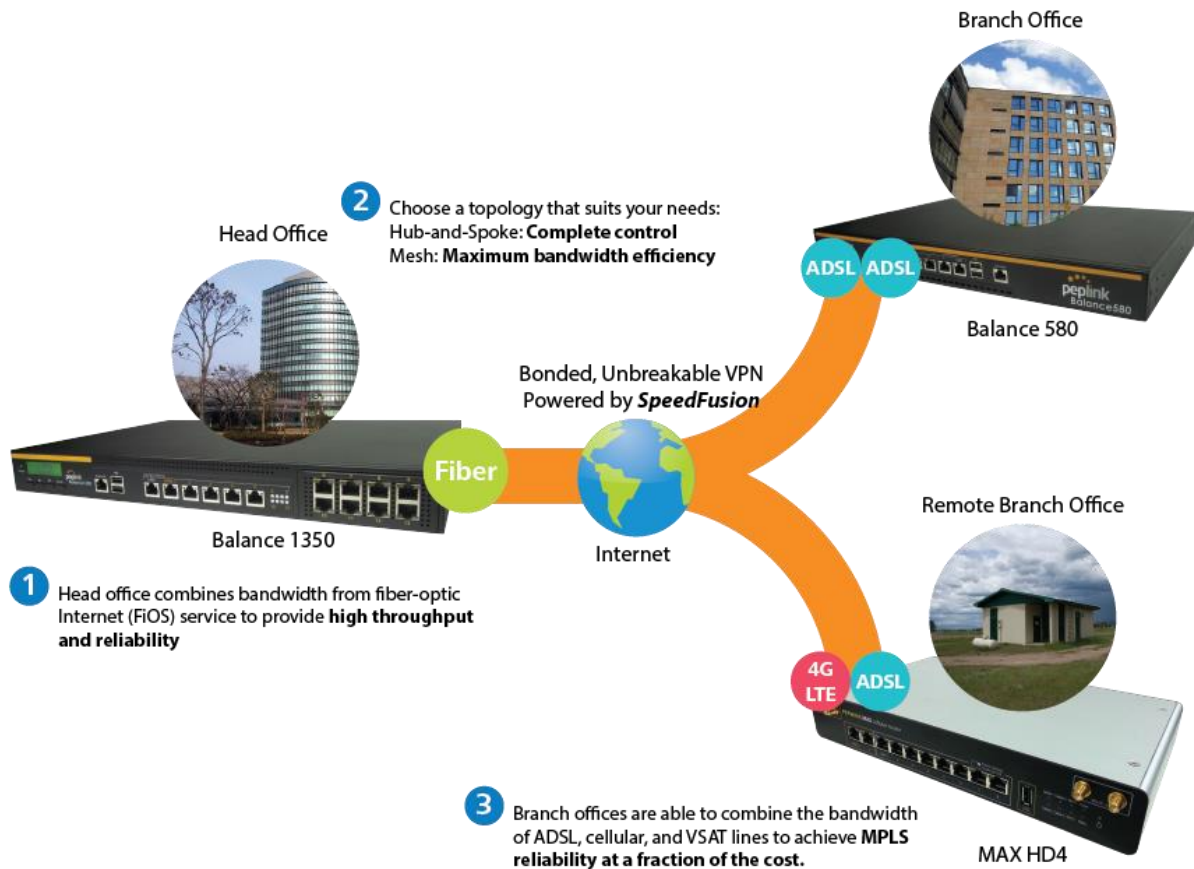 Branch Office
2
Choose a topology that suits your needs:
Hub-and-Spoke: Complete control
Mesh: Maximum bandwidth efficiency
Head Office
ADSL
ADSL
peplink
Balance580
Balance 580
Bonded, Unbreakable VPN
Powered by SpeedFusion
Fiber
Internet
Balance 1350
Remote Branch Office
1
Head office combines bandwidth from fiber-optic
Internet (FiOS) service to provide high throughput
and reliability
4G
LTE
ADSL
3
Branch offices are able to combine the bandwidth
of ADSL, cellular, and VSAT lines to achieve MPLS
reliability at a fraction of the cost.
MAX HD4